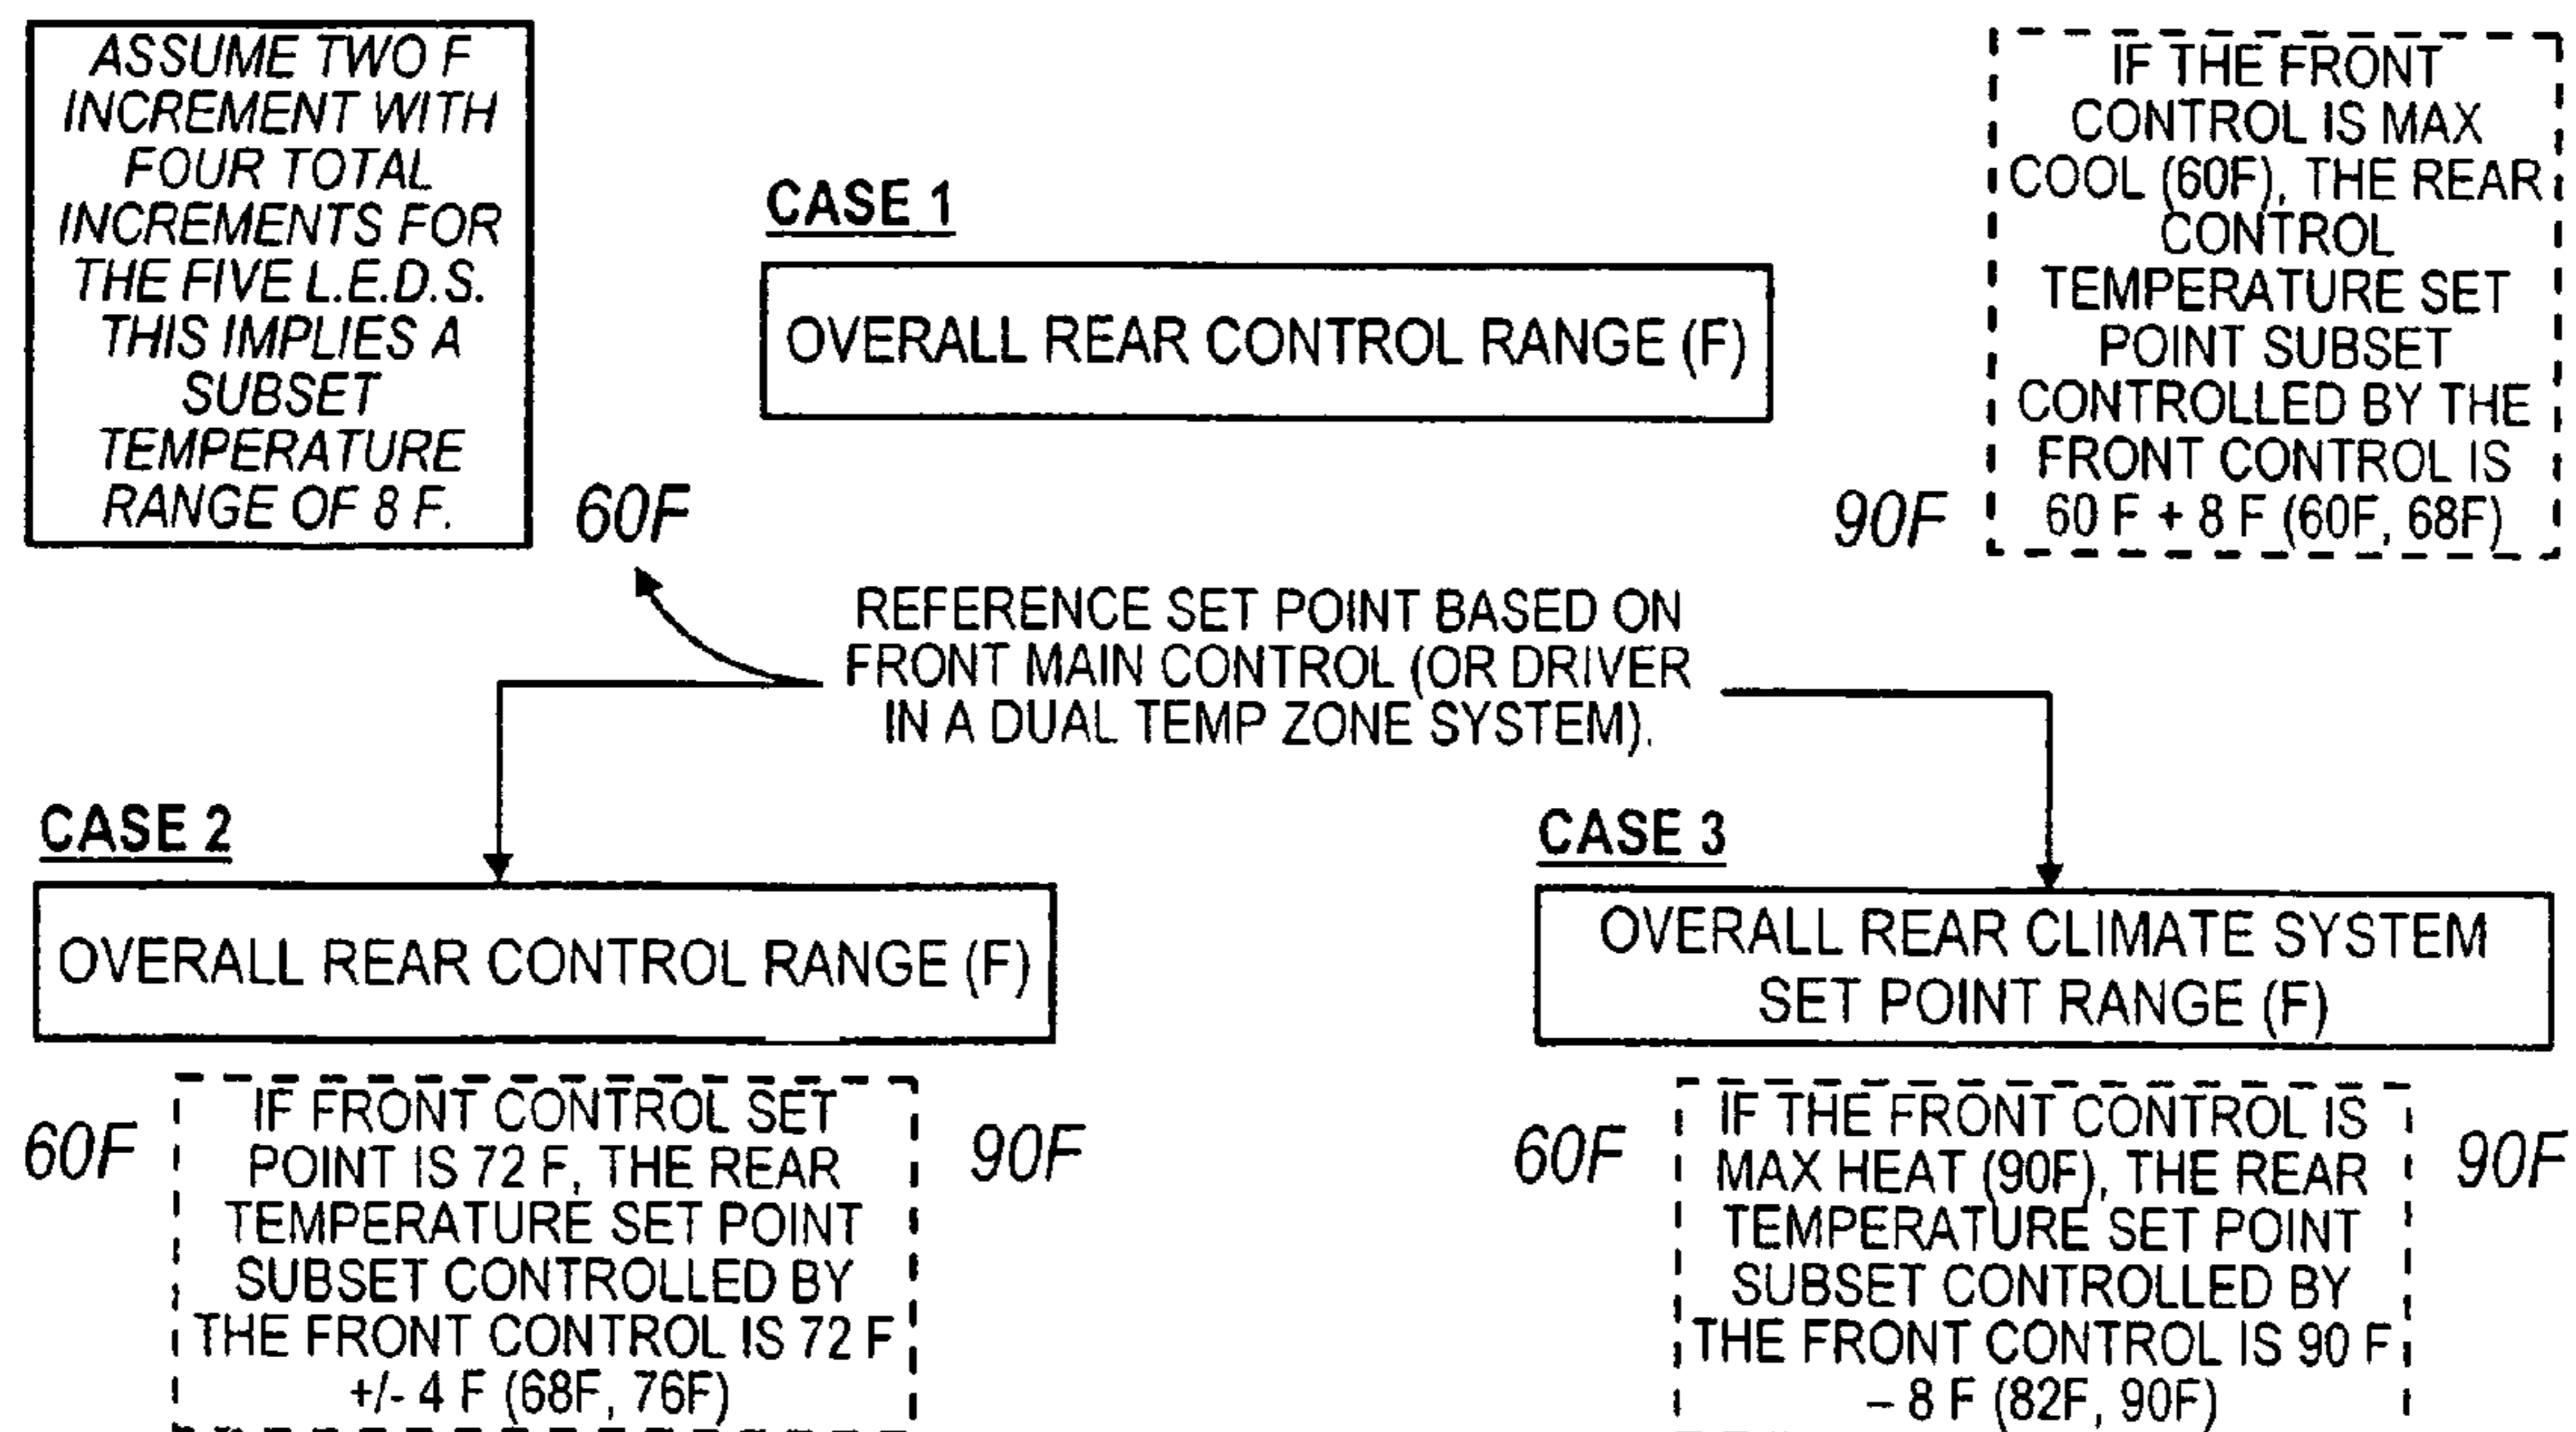 ASSUME TWO F
INCREMENT WITH
FOUR TOTAL
INCREMENTS FOR
THE FIVE L.E.D.S.
THIS IMPLIES A
SUBSET
TEMPERATURE
RANGE OF 8 F.
CASE 1
OVERALL REAR CONTROL RANGE (F)
60F
90F
IF THE FRONT
CONTROL IS MAX
COOL (60F), THE REAR
CONTROL
TEMPERATURE SET
POINT SUBSET
CONTROLLED BY THE
FRONT CONTROL IS
60 F + 8 F (60F, 68F)
REFERENCE SET POINT BASED ON
FRONT MAIN CONTROL (OR DRIVER
IN A DUAL TEMP ZONE SYSTEM).
CASE 2
OVERALL REAR CONTROL RANGE (F)
60F
IF FRONT CONTROL SET
POINT IS 72 F, THE REAR
TEMPERATURE SET POINT
SUBSET CONTROLLED BY
THE FRONT CONTROL IS 72 F
+/- 4 F (68F, 76F)
90F
CASE 3
OVERALL REAR CLIMATE SYSTEM
SET POINT RANGE (F)
60F
IF THE FRONT CONTROL IS
MAX HEAT (90F), THE REAR
TEMPERATURE SET POINT
SUBSET CONTROLLED BY
THE FRONT CONTROL IS 90 F
– 8 F (82F, 90F)
90F